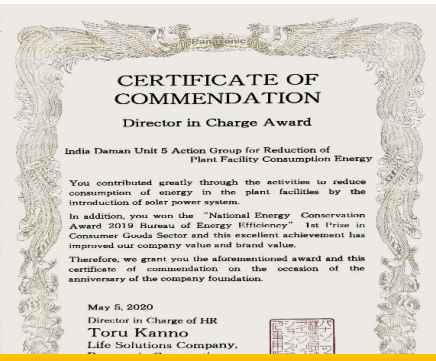 Panasonic
CERTIFICATE OF
COMMENDATION
Director in Charge Award
India Daman Unit 5 Action Group for Reduction of
Plant Facility Consumption Energy
You contributed greatly through the activities to reduce
consumption of energy in the plant facilities by the
introduction of solar power system.
In addition, you won the "National Energy Conservation
Award 2019 Bureau of Energy Efficiency" 1st Prize in
Consumer Goods Sector and this excellent achievement has
improved our company value and brand value.
Therefore, we grant you the aforementioned award and this
certificate of commendation on the occasion of the
anniversary of the company foundation.
May 5, 2020
Director in Charge of HR
Toru Kanno
Life Solutions Company,